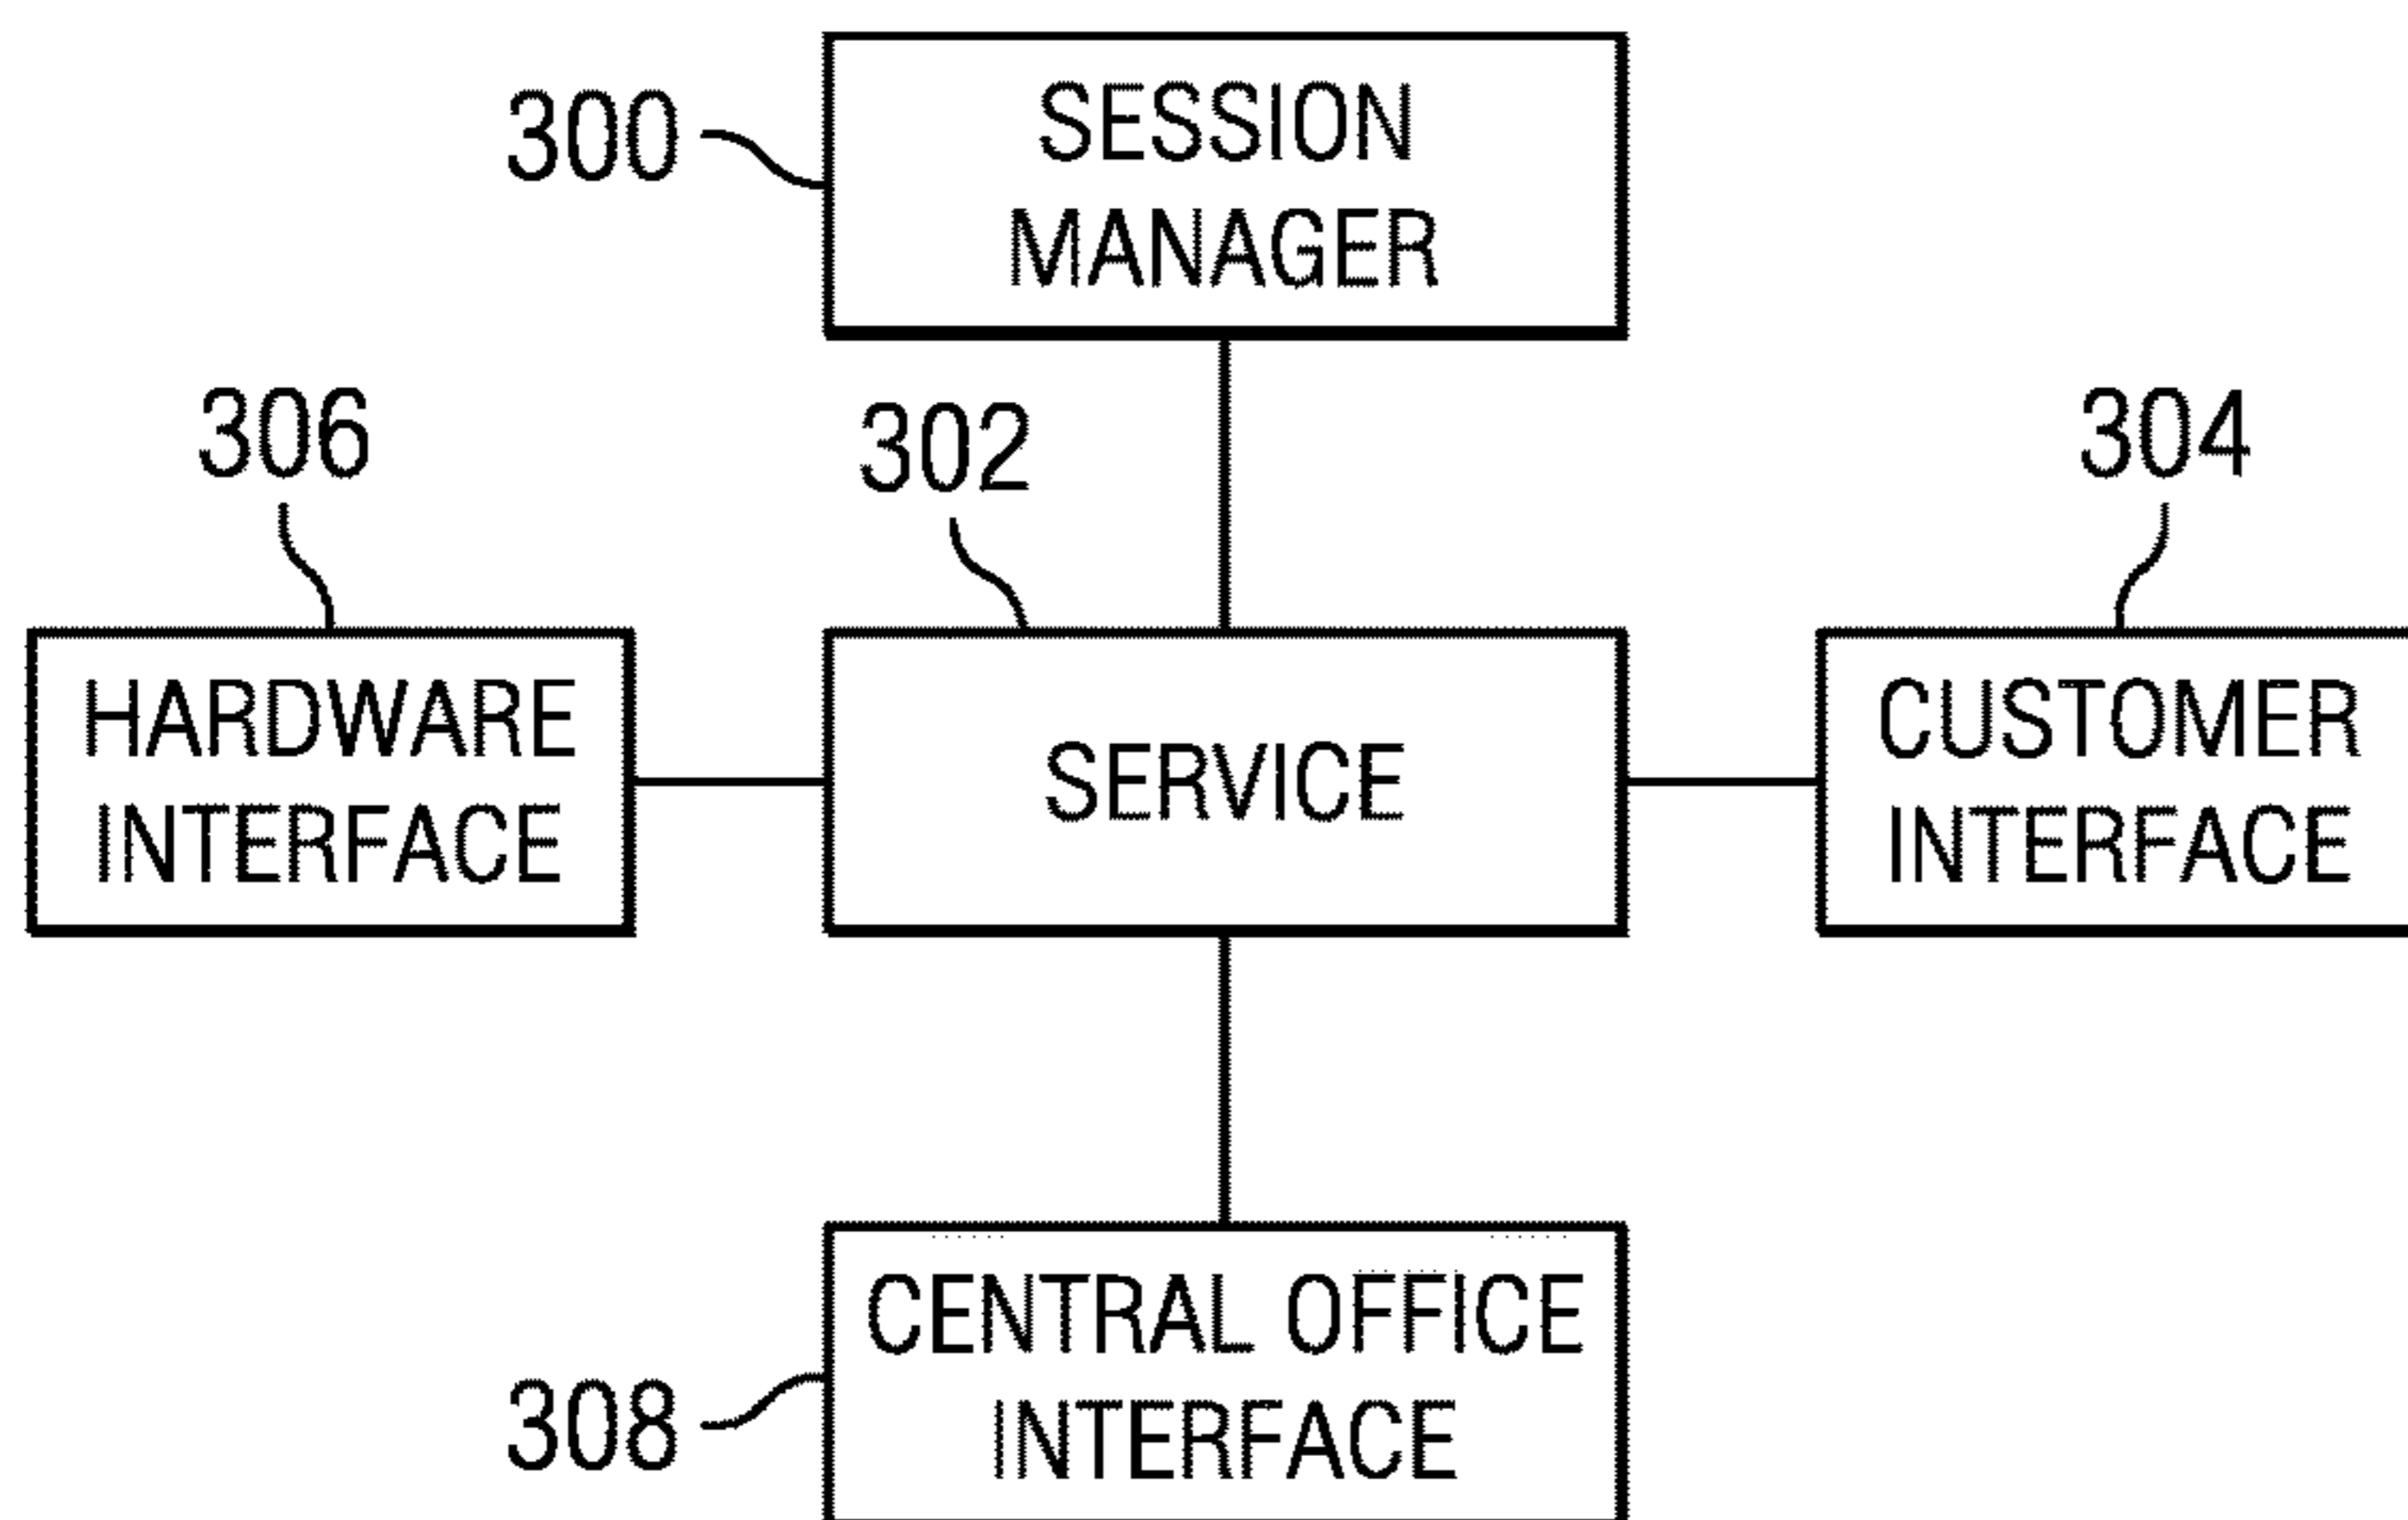 300
SESSION
MANAGER
306
302
304
HARDWARE
INTERFACE
SERVICE
CUSTOMER
INTERFACE
308
CENTRAL OFFICE
INTERFACE